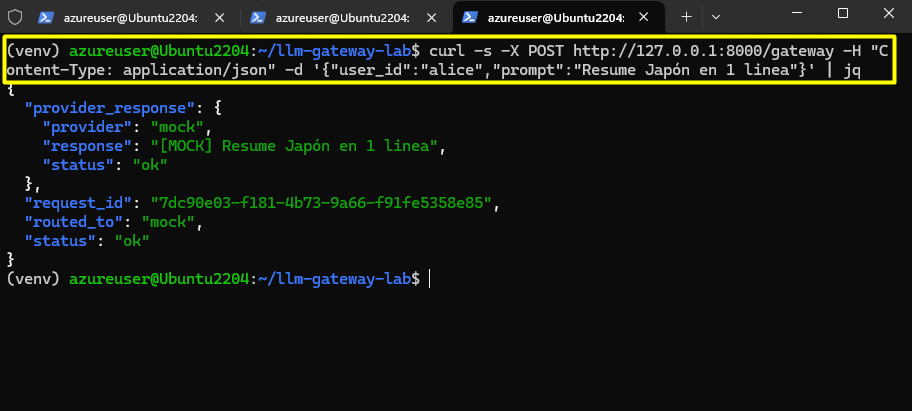 azureuser@Ubuntu2204: azureuser@Ubuntu2204: azureuser@Ubuntu2204:
(venv) azureuser@Ubuntu2204:~/llm-gateway-lab$ curl -s -X POST http://127.0.0.1:8000/gateway -H "C
ontent-Type: application/json" -d '{"user_id":"alice","prompt":"Resume Japón en 1 linea"}' | jq
{
  "provider_response": {
    "provider": "mock",
    "response": "[MOCK] Resume Japón en 1 linea",
    "status": "ok"
  },
  "request_id": "7dc90e03-f181-4b73-9a66-f91fe5358e85",
  "routed_to": "mock",
  "status": "ok"
}
(venv) azureuser@Ubuntu2204:~/llm-gateway-lab$